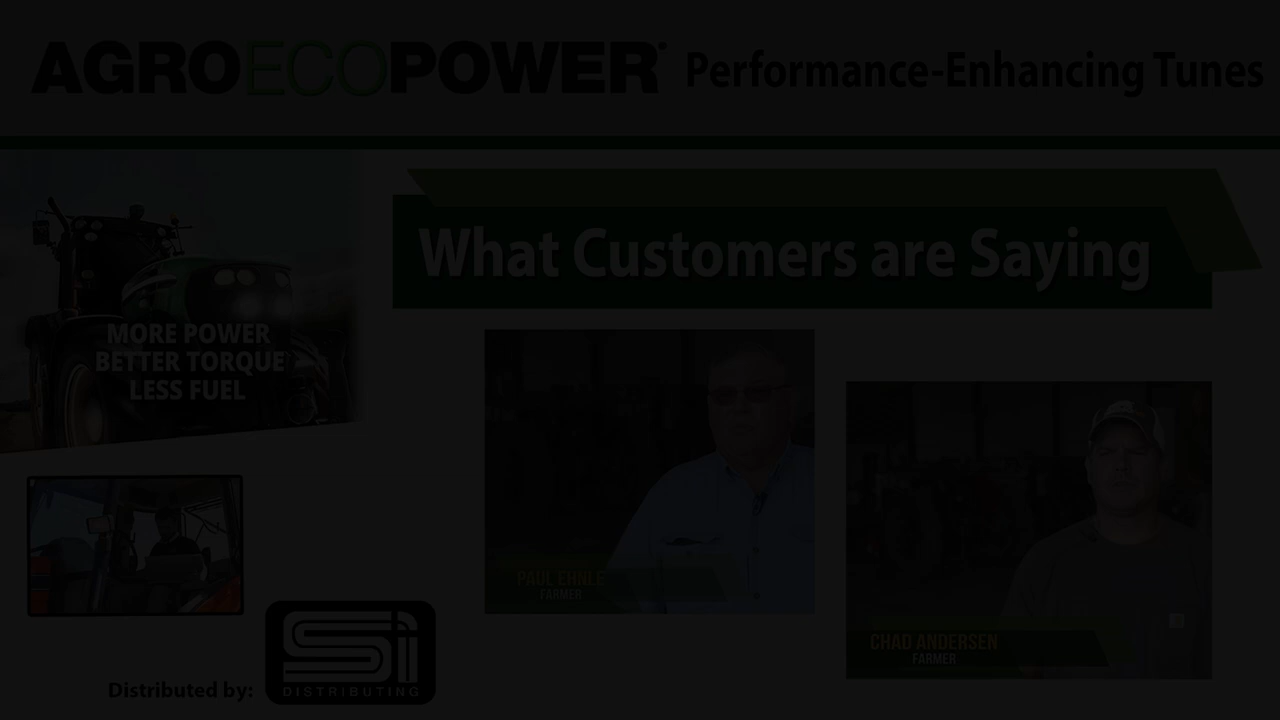 AGROECOPOWER Performance-Enhancing Tunes
What Customers are Saying
MORE POWER
BETTER TORQUE
LESS FUEL
PAUL EHNLE
FARMER
CHAD ANDERSEN
FARMER
Distributed by:
Si
DISTRIBUTING